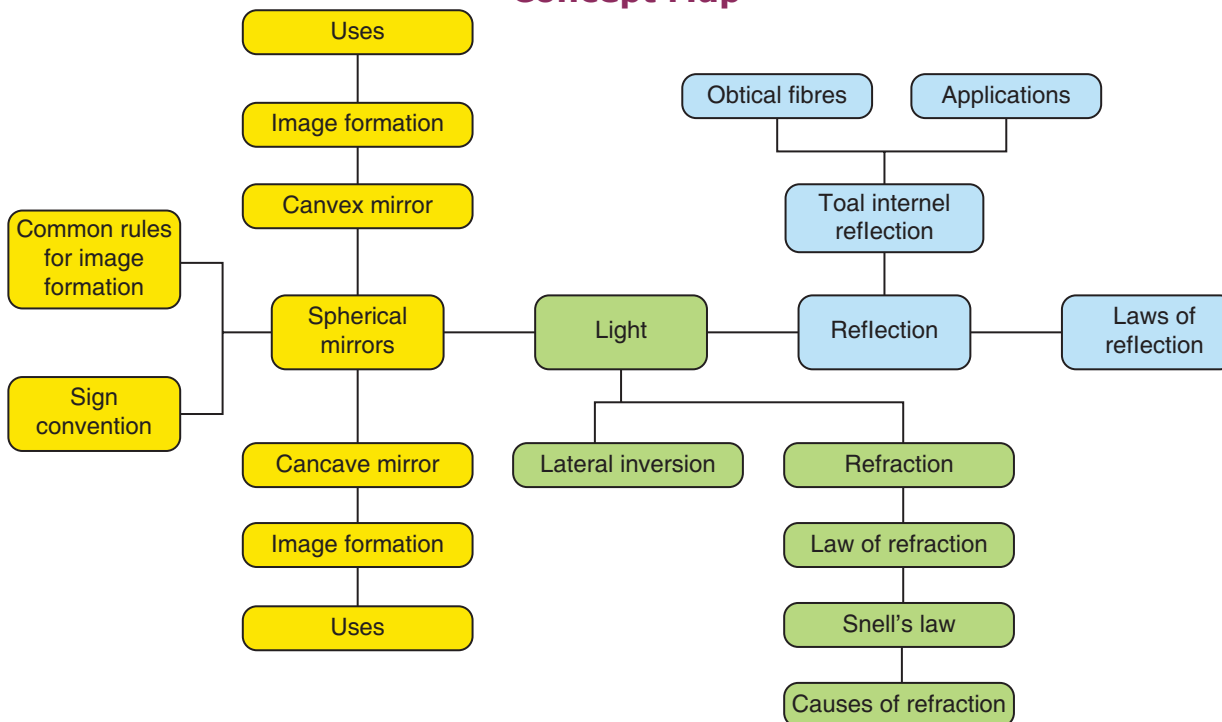 Concept Map
Uses
Obtical fibres
Applications
Image formation
Canvex mirror
Toal internel
reflection
Common rules
for image
formation
Spherical
mirrors
Light
Reflection
Laws of
reflection
Sign
convention
Cancave mirror
Lateral inversion
Refraction
Image formation
Law of refraction
Uses
Snell's law
Causes of refraction